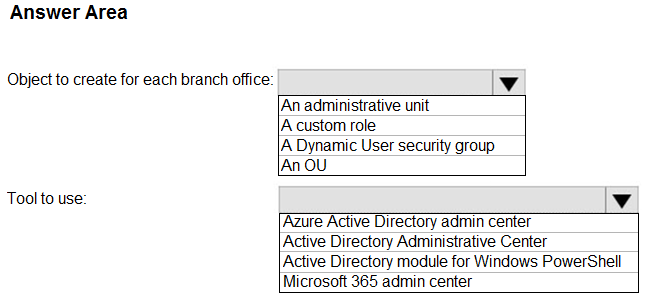 Answer Area
Object to create for each branch office:
An administrative unit
A custom role
A Dynamic User security group
An OU
Tool to use:
Azure Active Directory admin center
Active Directory Administrative Center
Active Directory module for Windows PowerShell
Microsoft 365 admin center